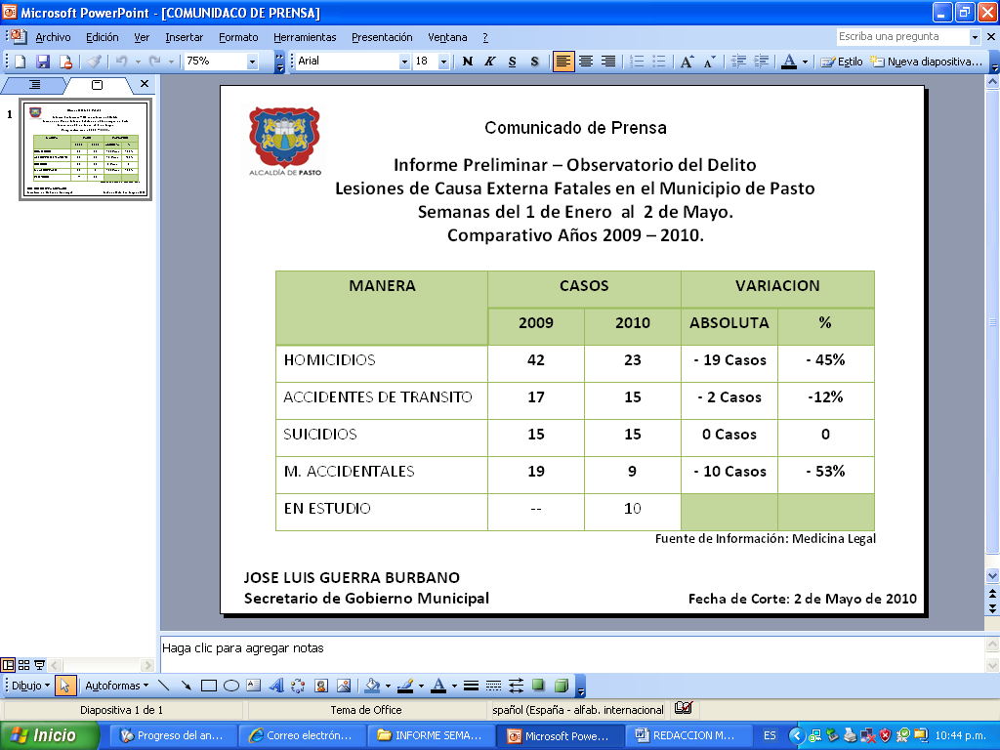 Microsoft PowerPoint - [COMUNIDACO DE PRENSA]
Archivo Edición Ver Insertar Formato Herramientas Presentación Ventana ? Escriba una pregunta
75% Arial 18 N K S S Estilo Nueva diapositiva...
1
ALCALDÍA DE PASTO
Comunicado de Prensa
Informe Preliminar – Observatorio del Delito
Lesiones de Causa Externa Fatales en el Municipio de Pasto
Semanas del 1 de Enero al 2 de Mayo.
Comparativo Años 2009 – 2010.
MANERA CASOS VARIACION
2009 2010 ABSOLUTA %
HOMICIDIOS 42 23 - 19 Casos - 45%
ACCIDENTES DE TRANSITO 17 15 - 2 Casos -12%
SUICIDIOS 15 15 0 Casos 0
M. ACCIDENTALES 19 9 - 10 Casos - 53%
EN ESTUDIO -- 10
Fuente de Información: Medicina Legal
JOSE LUIS GUERRA BURBANO
Secretario de Gobierno Municipal Fecha de Corte: 2 de Mayo de 2010
Haga clic para agregar notas
Dibujo Autoformas
Diapositiva 1 de 1 Tema de Office spañol (España - alfab. internacional
Inicio Progreso del an... Correo electrón... INFORME SEMA... Microsoft Powe... REDACCION M... ES 10:44 p.m.